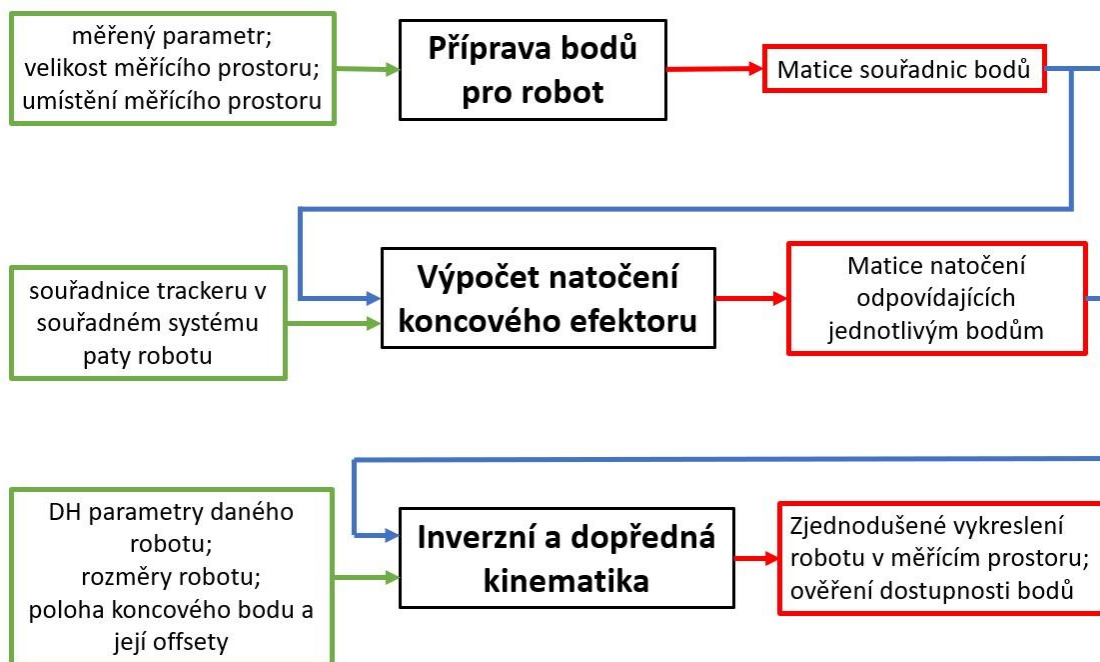 měřený parametr;
velikost měřícího prostoru;
umístění měřícího prostoru
Příprava bodů
pro robot
Matice souřadnic bodů
souřadnice trackeru v
souřadném systému
paty robotu
Výpočet natočení
koncového efektoru
Matice natočení
odpovídajících
jednotlivým bodům
DH parametry daného
robotu;
rozměry robotu;
poloha koncového bodu a
její offsety
Inverzní a dopředná
kinematika
Zjednodušené vykreslení
robotu v měřícím prostoru;
ověření dostupnosti bodů